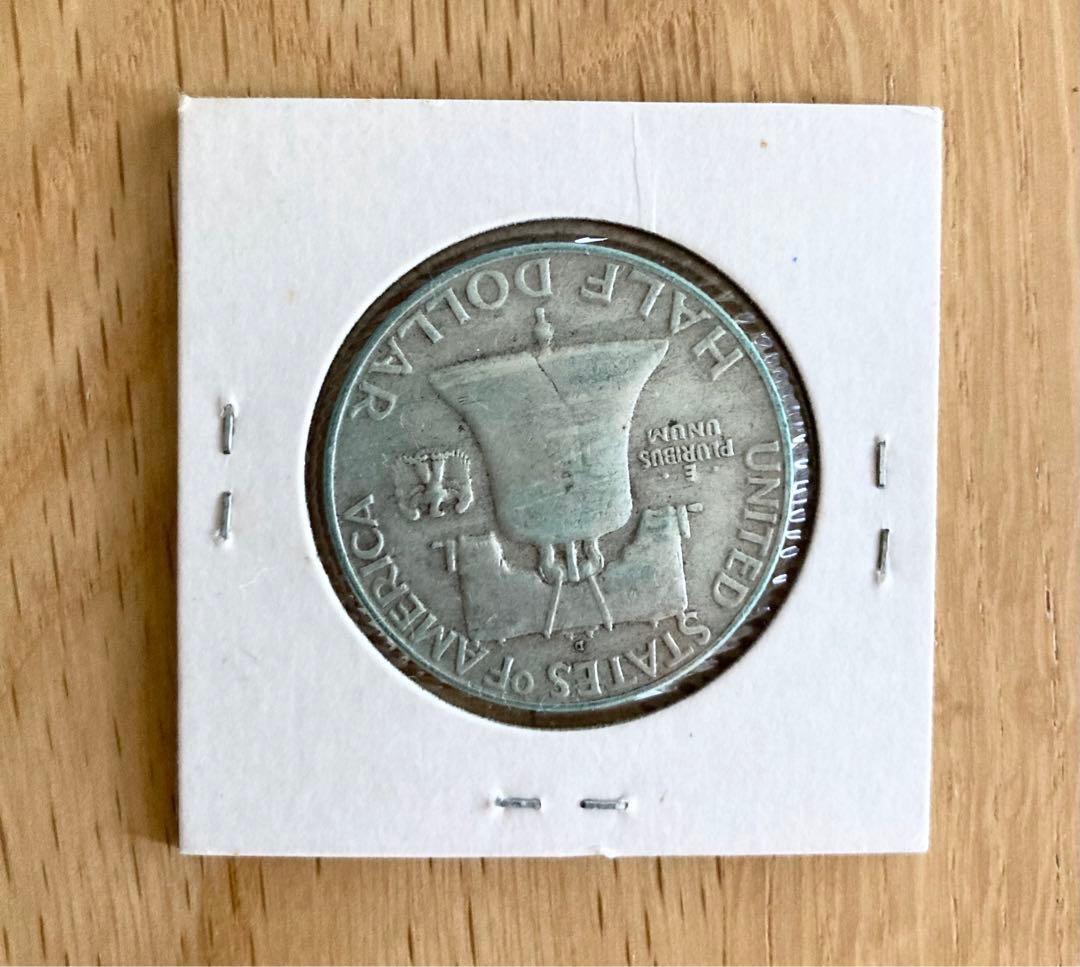 UNITED STATES OF AMERICA
D
E
PLURIBUS
UNUM
HALF DOLLAR